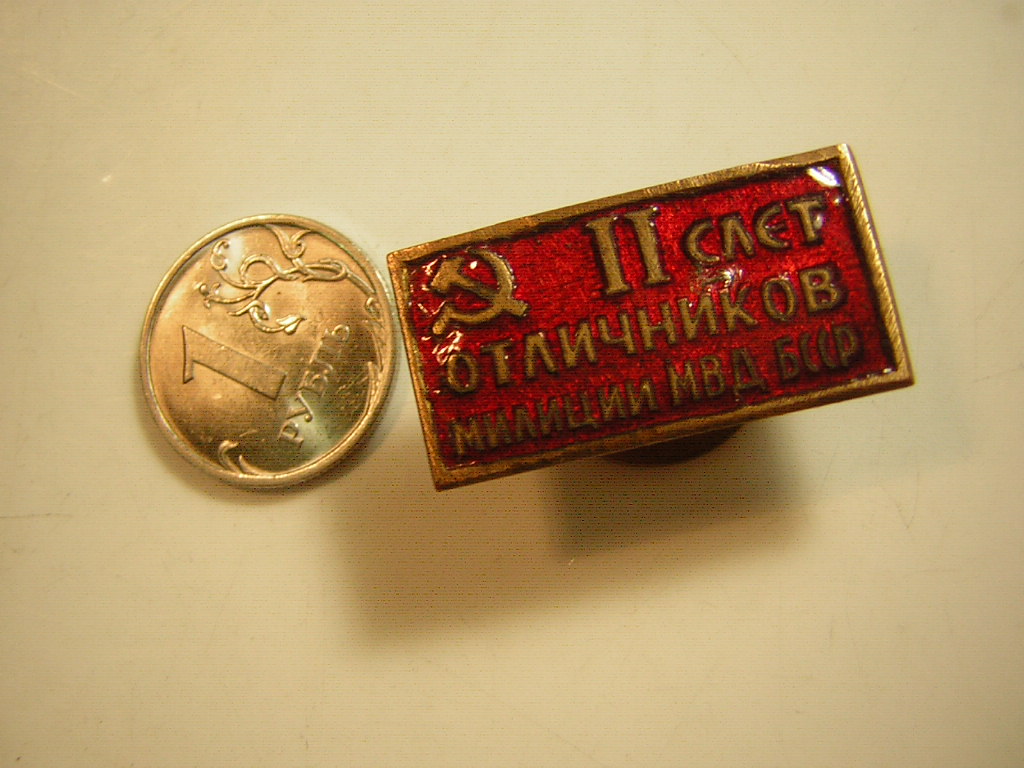 1
РУБЛЬ
II СЛЕТ
ОТЛИЧНИКОВ
МИЛИЦИИ МВД БССР